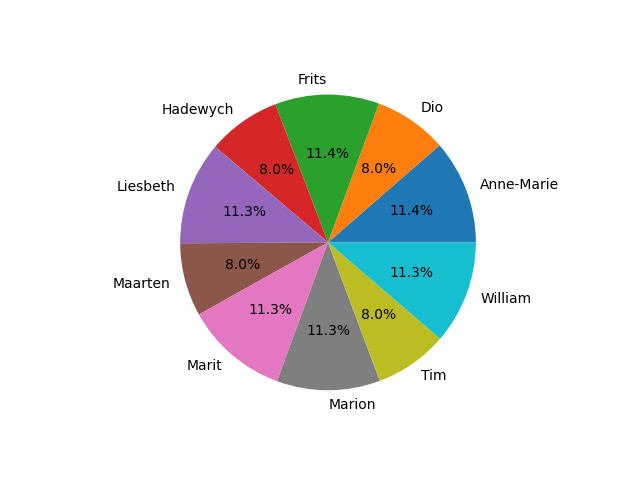 Frits
Dio
Hadewych
11.4%
8.0%
8.0%
Anne-Marie
Liesbeth
11.4%
11.3%
8.0%
11.3%
Maarten
William
11.3%
8.0%
11.3%
Marit
Tim
Marion